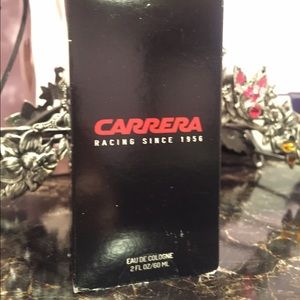 CARRERA
RACING SINCE 1956
EAU DE COLOGNE
2 FL OZ/60 ML